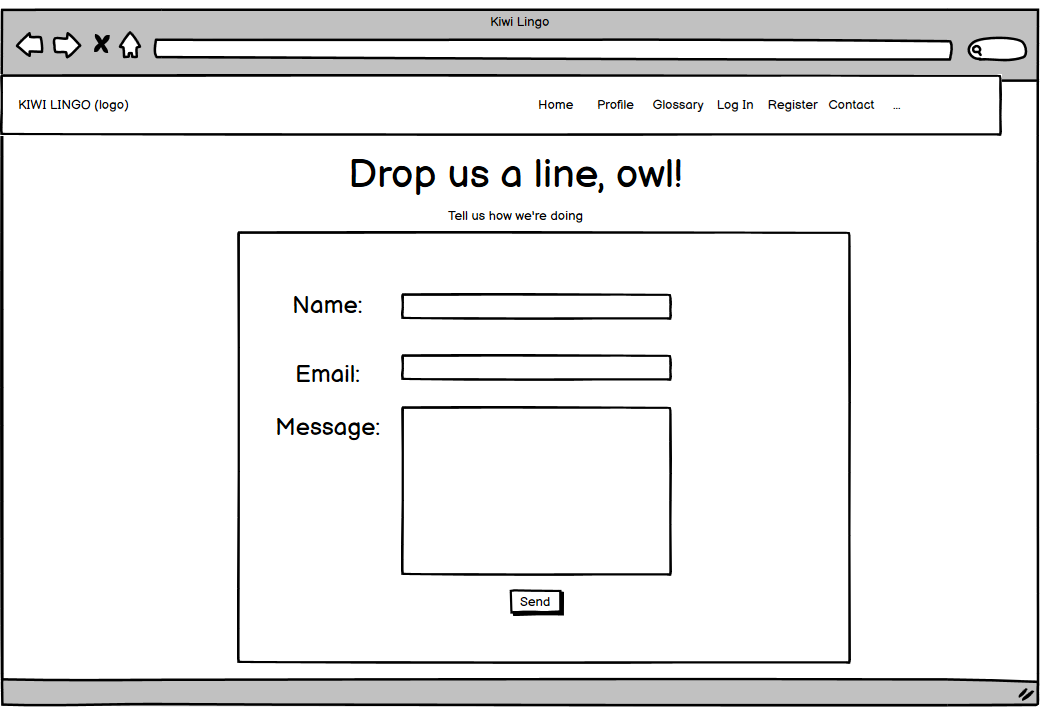 Kiwi Lingo
KIWI LINGO (logo) Home Profile Glossary Log In Register Contact ...
Drop us a line, owl!
Tell us how we're doing
Name:
Email:
Message:
Send